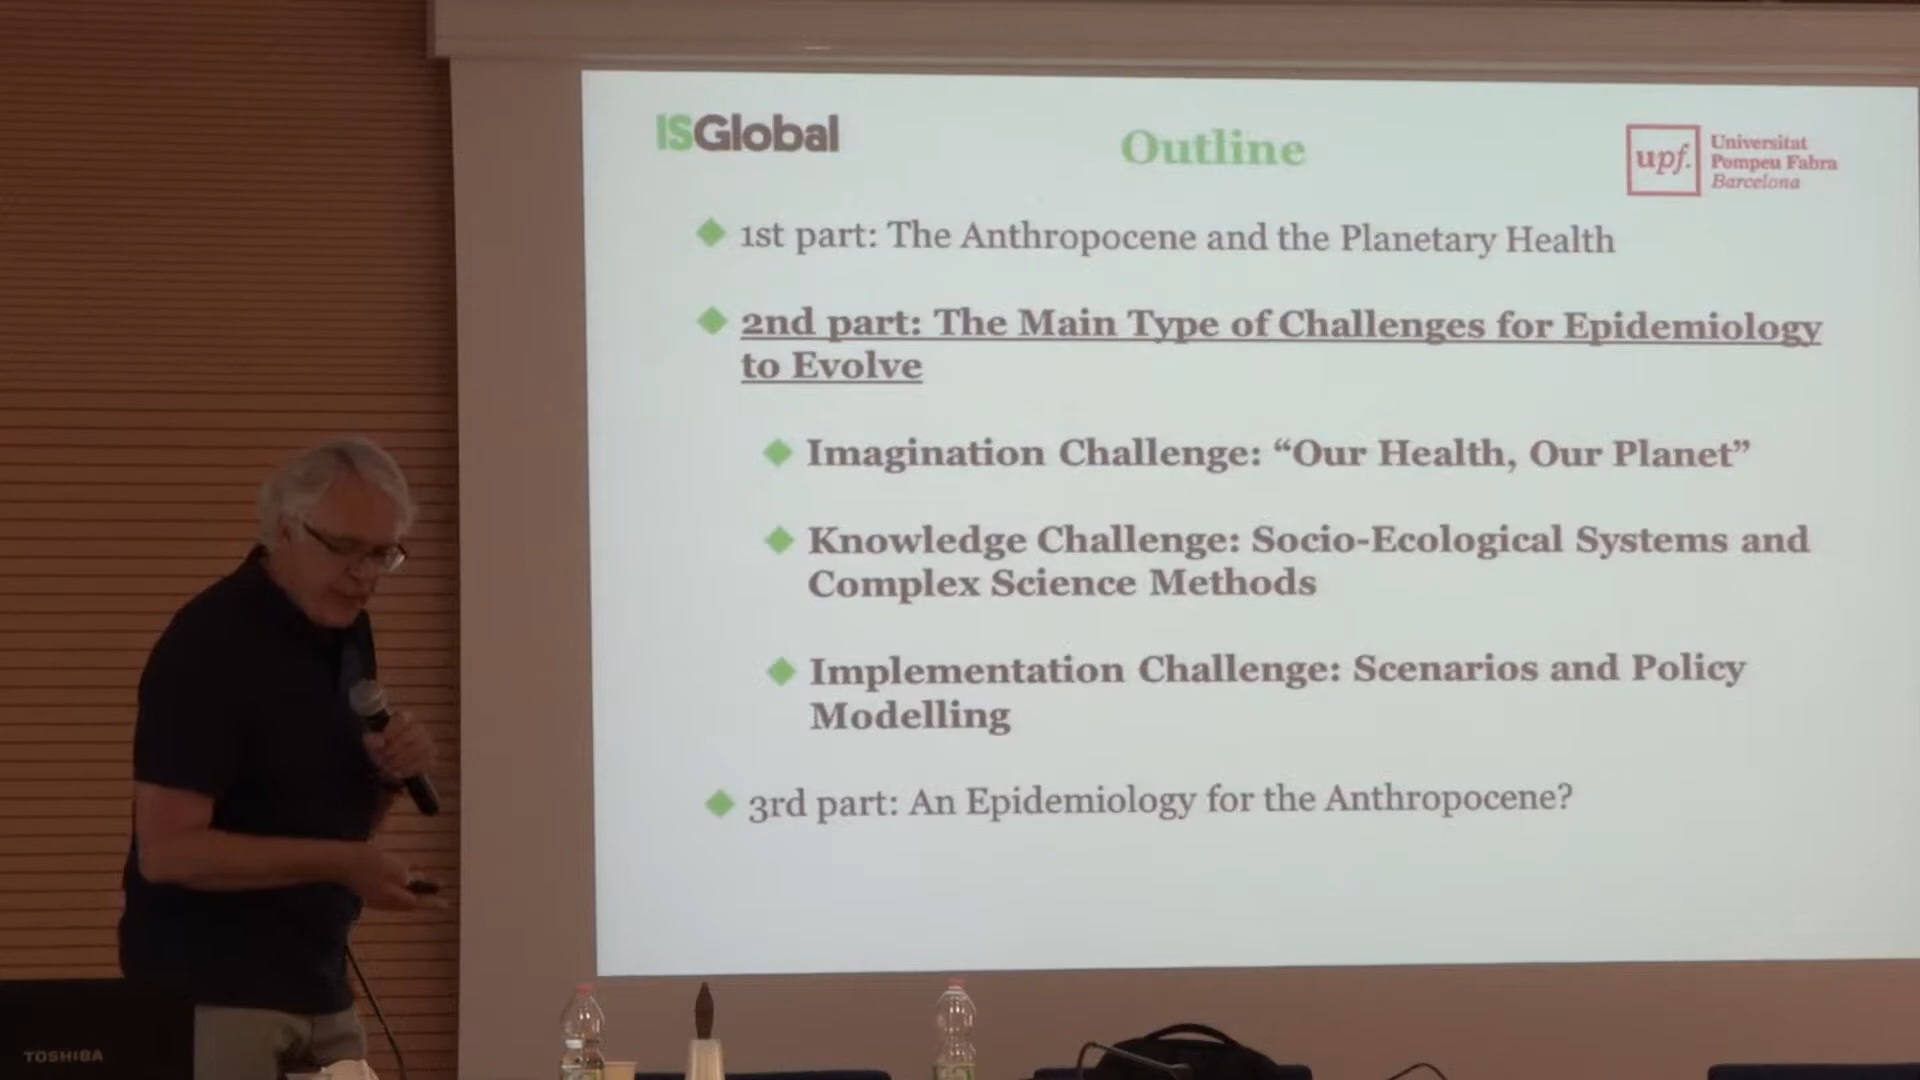 ISGlobal
Outline
upf.
Universitat
Pompeu Fabra
Barcelona
1st part: The Anthropocene and the Planetary Health
2nd part: The Main Type of Challenges for Epidemiology
to Evolve
Imagination Challenge: “Our Health, Our Planet”
Knowledge Challenge: Socio-Ecological Systems and
Complex Science Methods
Implementation Challenge: Scenarios and Policy
Modelling
3rd part: An Epidemiology for the Anthropocene?
TOSHIBA